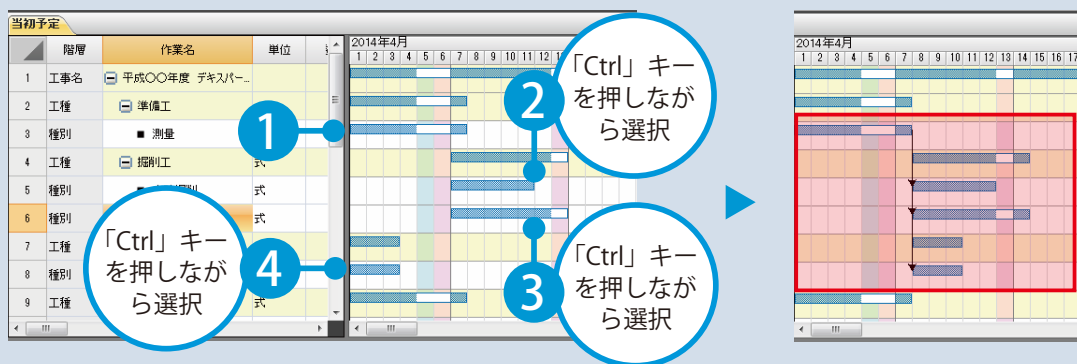 当初予定
階層 作業名 単位
2014年4月
1 2 3 4 5 6 7 8 9 10 11 12
1 工事名 平成〇〇年度 デキスパー...
2 工種 準備工
3 種別 ■ 測量
4 工種 掘削工 式
5 種別 式
6 種別 式
7 工種
8 種別
9 工種 式
1
2
「Ctrl」キー
を押しなが
ら選択
3
「Ctrl」キー
を押しなが
ら選択
4
「Ctrl」キー
を押しなが
ら選択
2014年4月
1 2 3 4 5 6 7 8 9 10 11 12 13 14 15 16 17